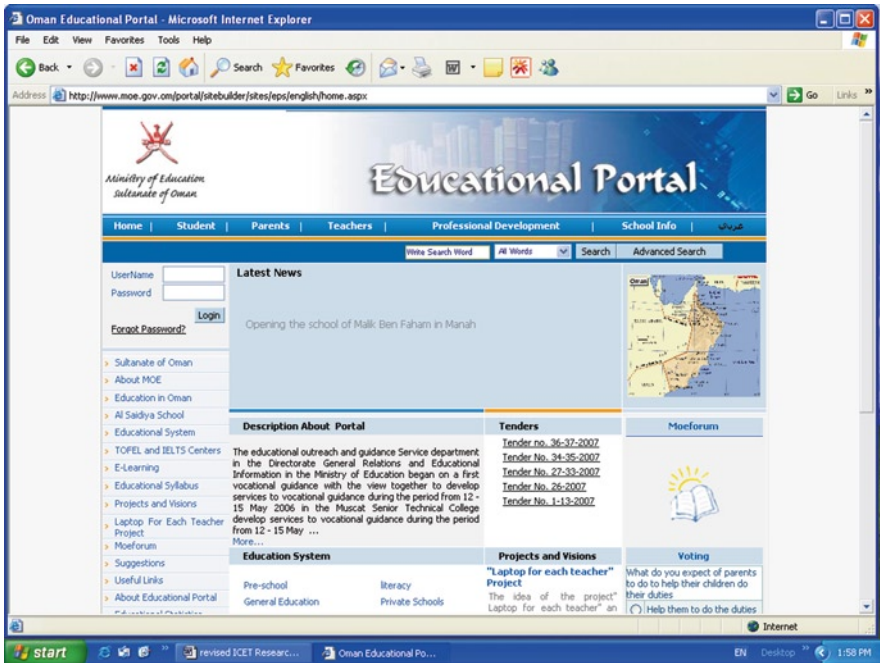 Oman Educational Portal - Microsoft Internet Explorer
File Edit View Favorites Tools Help
Back Search Favorites
Address http://www.moe.gov.om/portal/sitebuilder/sites/eps/english/home.aspx Go Links »
Ministry of Education
Sultanate of Oman
Educational Portal
Home | Student | Parents | Teachers | Professional Development | School Info | عربي
Write Search Word All Words Search Advanced Search
UserName
Password
Login
Forgot Password?
Latest News
Opening the school of Malik Ben Faham in Manah
Oman
Sultanate of Oman
About MOE
Education in Oman
Al Saidiya School
Educational System
TOFEL and IELTS Centers
E-Learning
Educational Syllabus
Projects and Visions
Laptop For Each Teacher
Project
Moeforum
Suggestions
Useful Links
About Educational Portal
Educational Statistics
Description About Portal
The educational outreach and guidance Service department
in the Directorate General Relations and Educational
Information in the Ministry of Education began on a first
vocational guidance with the view together to develop
services to vocational guidance during the period from 12 -
15 May 2006 in the Muscat Senior Technical College
develop services to vocational guidance during the period
from 12 - 15 May ...
More...
Tenders
Tender no. 36-37-2007
Tender No. 34-35-2007
Tender No. 27-33-2007
Tender No. 26-2007
Tender No. 1-13-2007
Moeforum
Education System
Pre-school literacy
General Education Private Schools
Projects and Visions
"Laptop for each teacher"
Project
The idea of the project"
Laptop for each teacher" an
Voting
What do you expect of parents
to do to help their children do
their duties
Help them to do the duties
Internet
start » revised ICET Researc... Oman Educational Po... EN Desktop » 1:58 PM